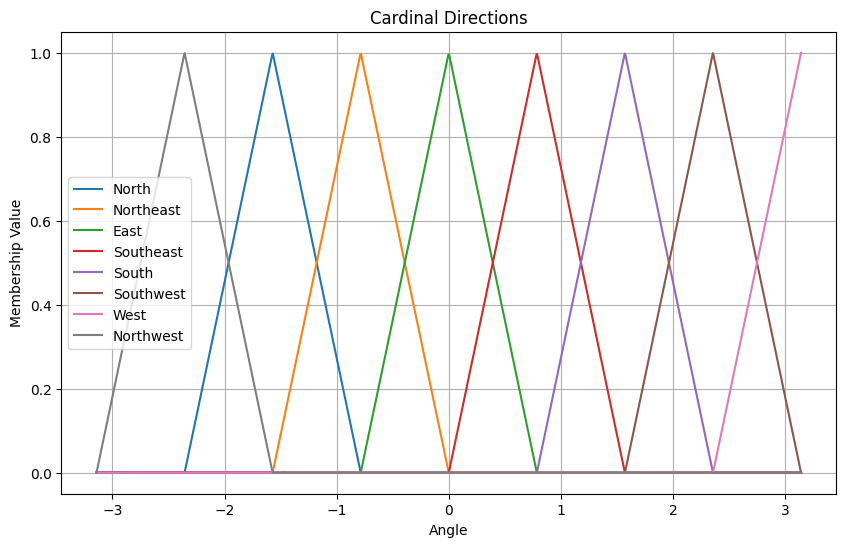 Cardinal Directions
1.0
0.8
0.6
0.4
0.2
0.0
Membership Value
North
Northeast
East
Southeast
South
Southwest
West
Northwest
−3
−2
−1
0
1
2
3
Angle